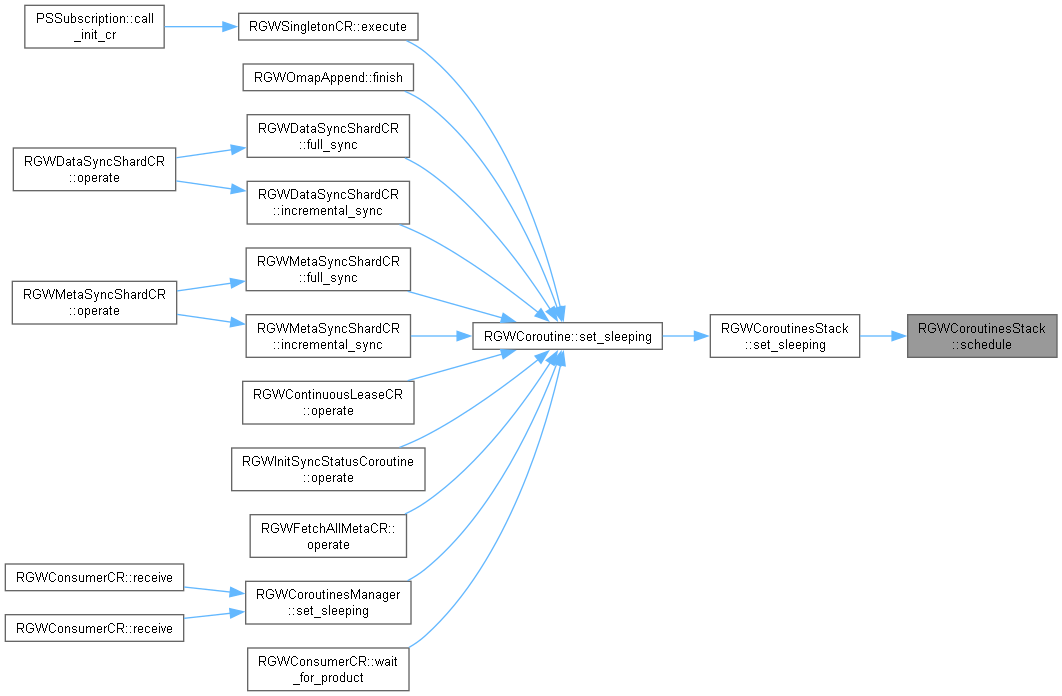 PSSubscription::call
_init_cr
RGWSingletonCR::execute
RGWOmapAppend::finish
RGWDataSyncShardCR
::full_sync
RGWDataSyncShardCR
::operate
RGWDataSyncShardCR
::incremental_sync
RGWMetaSyncShardCR
::full_sync
RGWMetaSyncShardCR
::operate
RGWMetaSyncShardCR
::incremental_sync
RGWCoroutine::set_sleeping
RGWCoroutinesStack
::set_sleeping
RGWCoroutinesStack
::schedule
RGWContinuousLeaseCR
::operate
RGWInitSyncStatusCoroutine
::operate
RGWFetchAllMetaCR::
operate
RGWConsumerCR::receive
RGWCoroutinesManager
::set_sleeping
RGWConsumerCR::receive
RGWConsumerCR::wait
_for_product